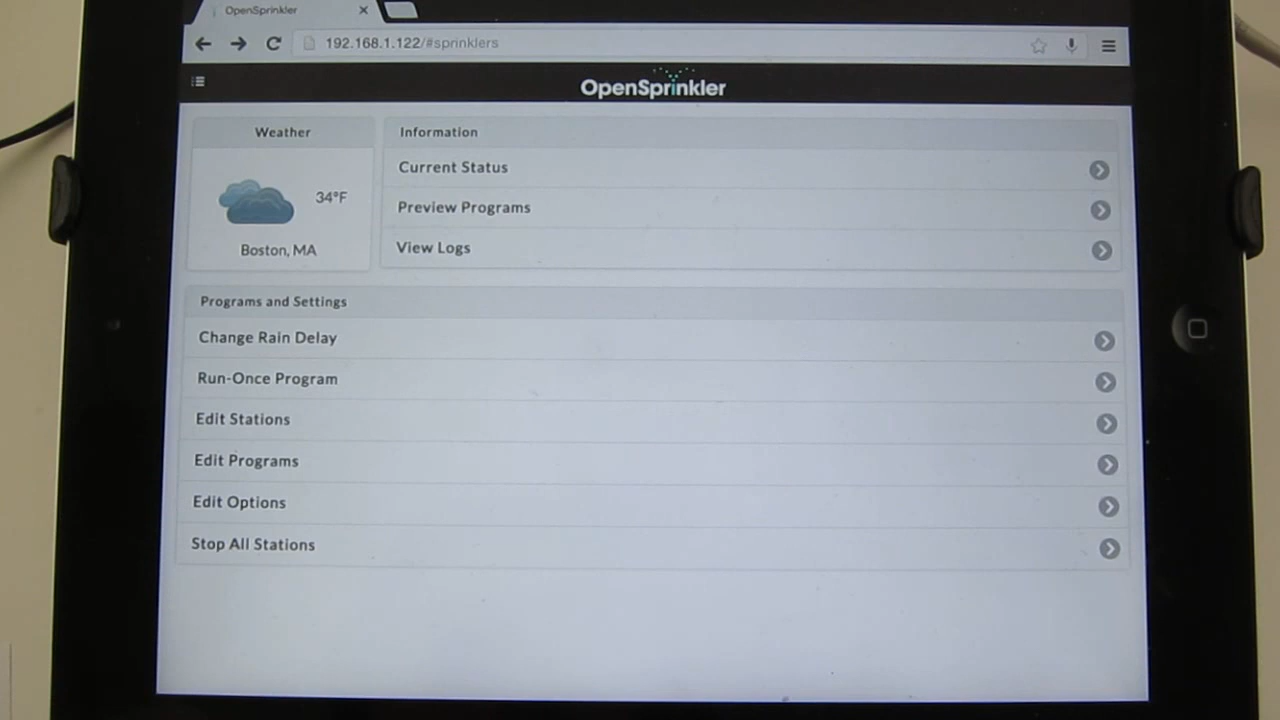 OpenSprinkler
192.168.1.122/#sprinklers
OpenSprinkler
Weather
34°F
Boston, MA
Information
Current Status
Preview Programs
View Logs
Programs and Settings
Change Rain Delay
Run-Once Program
Edit Stations
Edit Programs
Edit Options
Stop All Stations